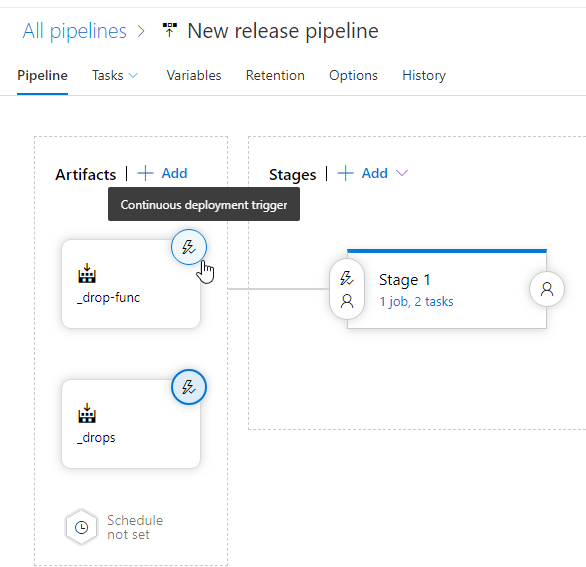 All pipelines > New release pipeline
Pipeline Tasks Variables Retention Options History
Artifacts | + Add
Stages | + Add
Continuous deployment trigger
_drop-func
Stage 1
1 job, 2 tasks
_drops
Schedule
not set